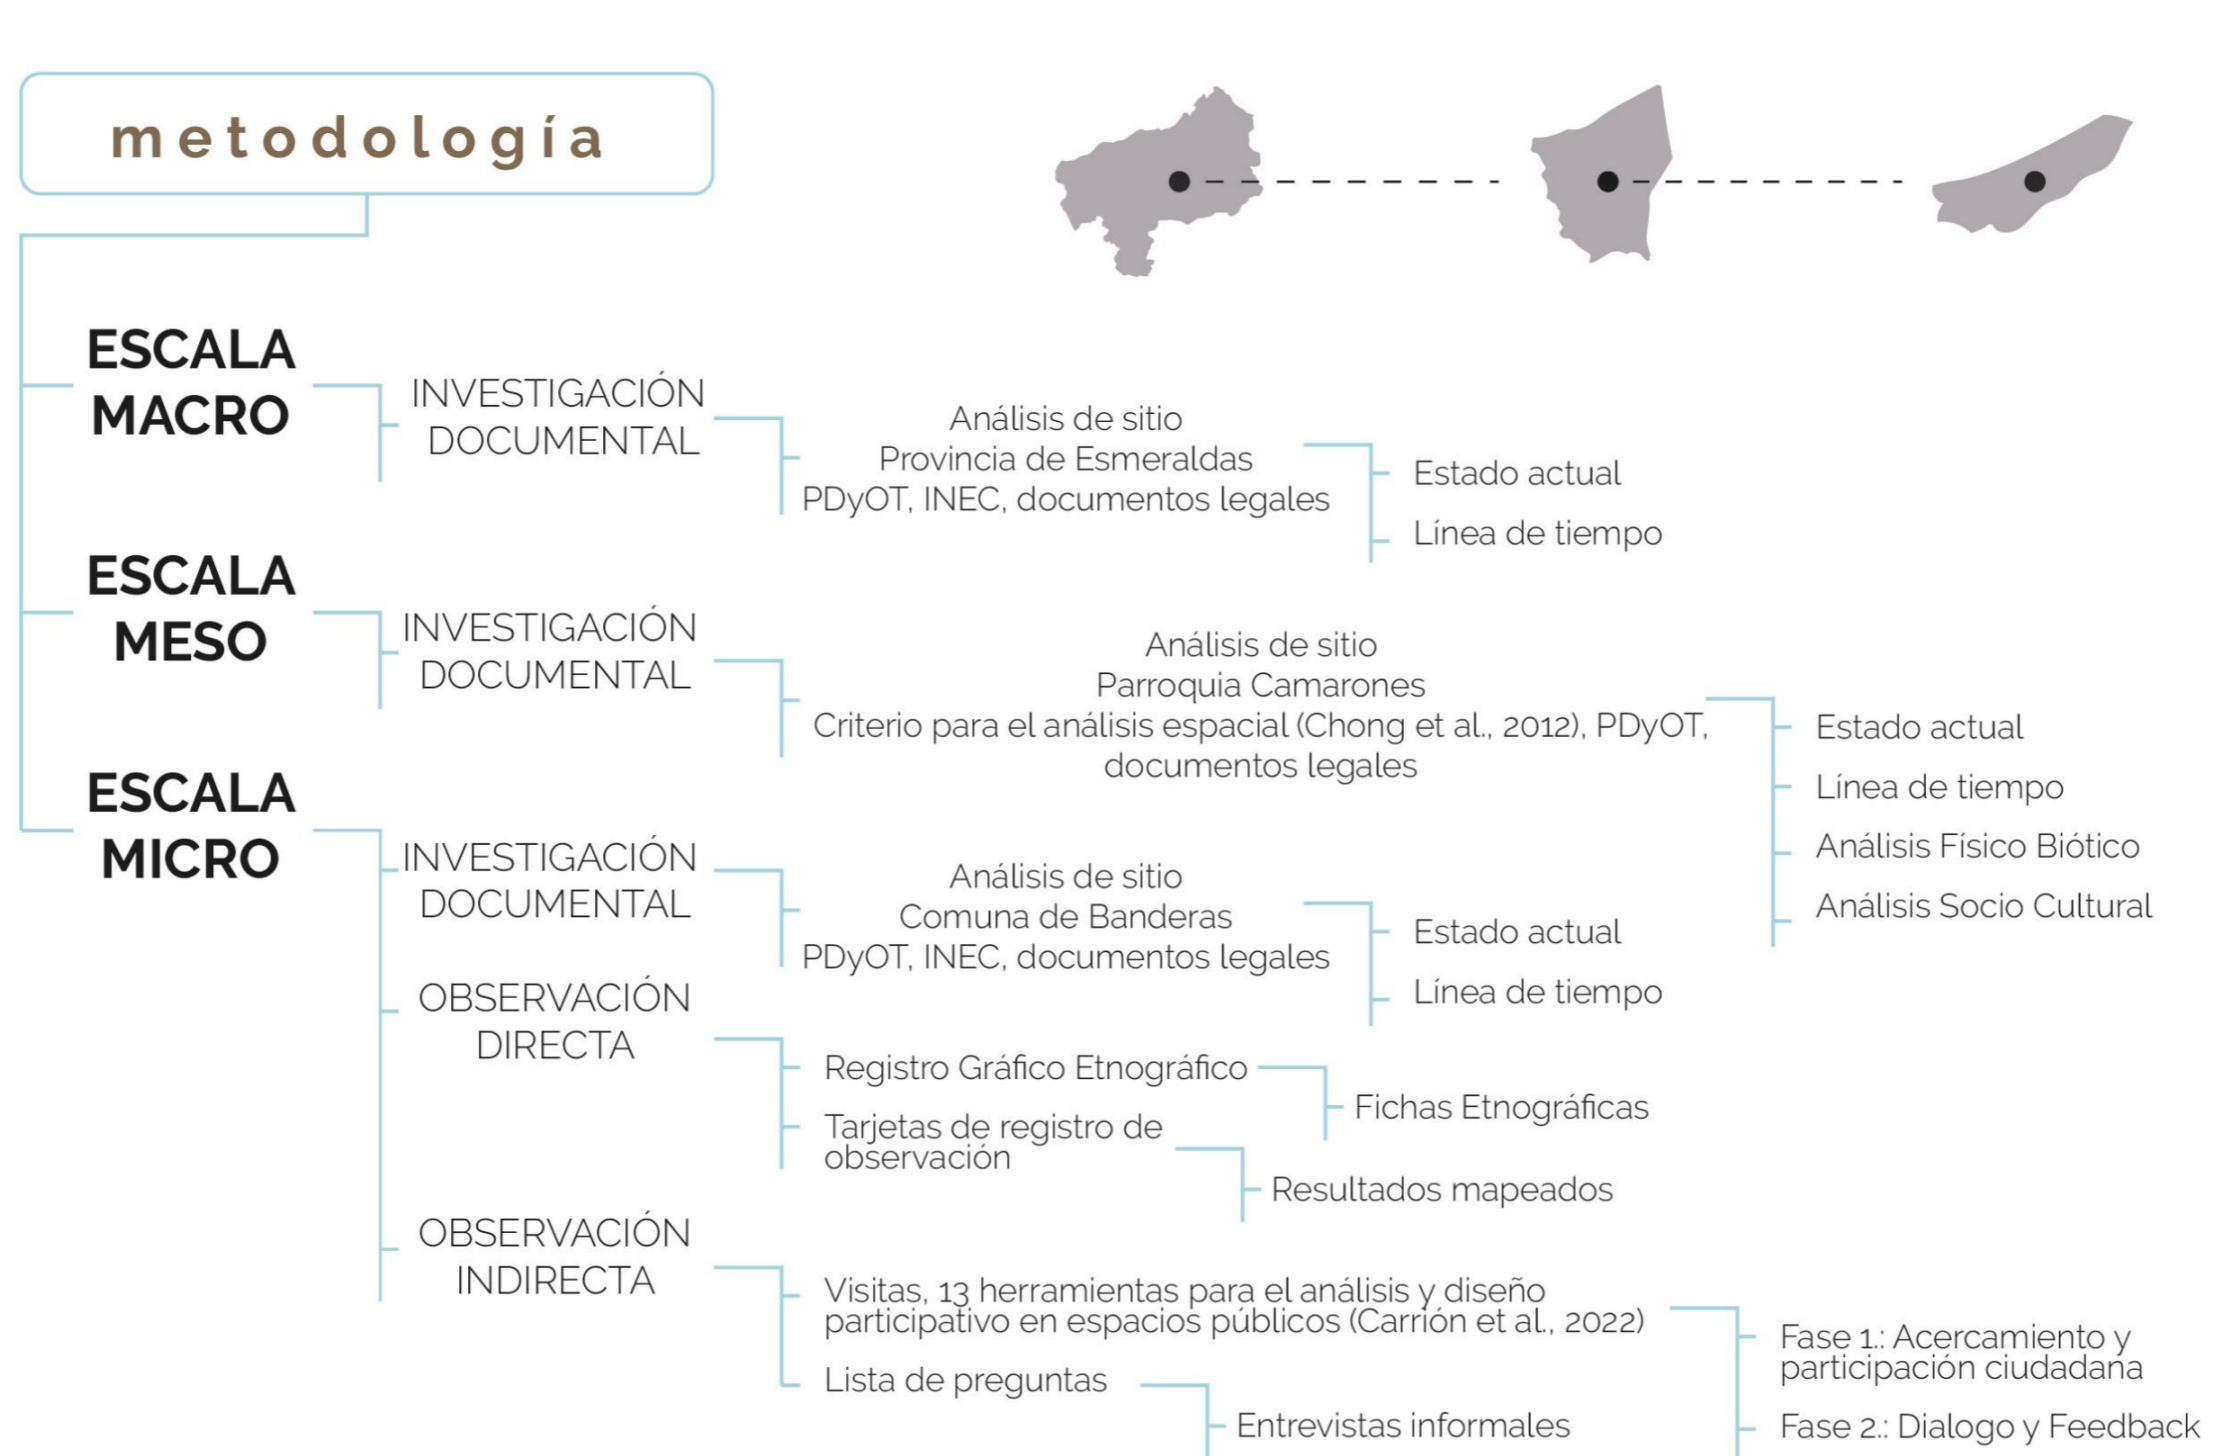 metodología
ESCALA
MACRO
INVESTIGACIÓN
DOCUMENTAL
Análisis de sitio
Provincia de Esmeraldas
PDyOT, INEC, documentos legales
Estado actual
Línea de tiempo
ESCALA
MESO
INVESTIGACIÓN
DOCUMENTAL
Análisis de sitio
Parroquia Camarones
Criterio para el análisis espacial (Chong et al., 2012), PDyOT,
documentos legales
Estado actual
Línea de tiempo
Análisis Físico Biótico
Análisis Socio Cultural
ESCALA
MICRO
INVESTIGACIÓN
DOCUMENTAL
Análisis de sitio
Comuna de Banderas
PDyOT, INEC, documentos legales
Estado actual
Línea de tiempo
OBSERVACIÓN
DIRECTA
Registro Gráfico Etnográfico
Fichas Etnográficas
Tarjetas de registro de
observación
Resultados mapeados
OBSERVACIÓN
INDIRECTA
Visitas, 13 herramientas para el análisis y diseño
participativo en espacios públicos (Carrión et al., 2022)
Fase 1.: Acercamiento y
participación ciudadana
Fase 2.: Dialogo y Feedback
Lista de preguntas
Entrevistas informales